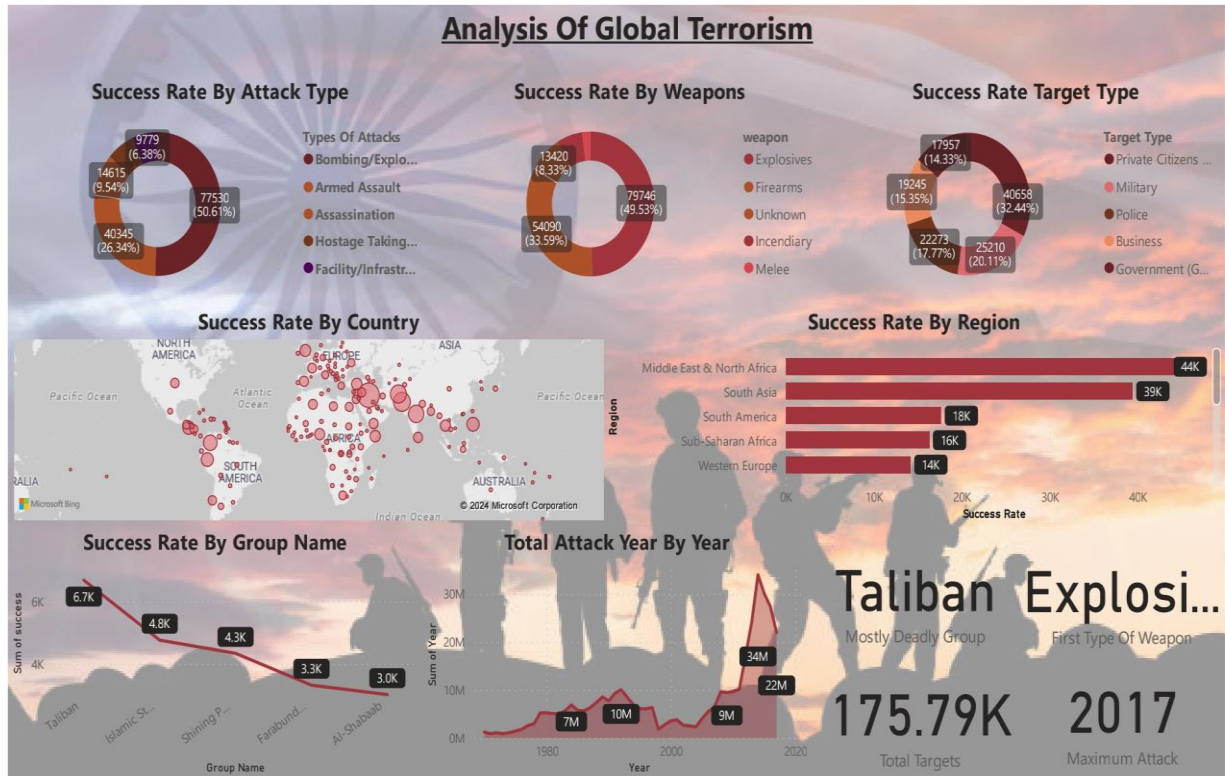 Analysis Of Global Terrorism
Success Rate By Attack Type
9779
(6.38%)
14615
(9.54%)
77530
(50.61%)
40345
(26.34%)
Types Of Attacks
Bombing/Explo...
Armed Assault
Assassination
Hostage Taking...
Facility/Infrastr...
Success Rate By Weapons
13420
(8.33%)
79746
(49.53%)
54090
(33.59%)
weapon
Explosives
Firearms
Unknown
Incendiary
Melee
Success Rate Target Type
17957
(14.33%)
19245
(15.35%)
40658
(32.44%)
22273
(17.77%)
25210
(20.11%)
Target Type
Private Citizens ...
Military
Police
Business
Government (G...
Success Rate By Country
NORTH
AMERICA
EUROPE
ASIA
Pacific Ocean
Atlantic
Ocean
Pacific Oc
AFRICA
SOUTH
AMERICA
RALIA
AUSTRALIA
Microsoft Bing
Indian Ocean
© 2024 Microsoft Corporation
Success Rate By Region
Region
Middle East & North Africa
44K
South Asia
39K
South America
18K
Sub-Saharan Africa
16K
Western Europe
14K
0K
10K
20K
30K
40K
Success Rate
Success Rate By Group Name
Sum of success
6K
4K
6.7K
4.8K
4.3K
3.3K
3.0K
Taliban
Islamic St...
Shining P...
Farabund...
Al-Shabaab
Group Name
Total Attack Year By Year
Sum of Year
30M
20M
10M
0M
7M
10M
9M
34M
22M
1980
2000
2020
Year
Taliban
Mostly Deadly Group
Explosi...
First Type Of Weapon
175.79K
Total Targets
2017
Maximum Attack